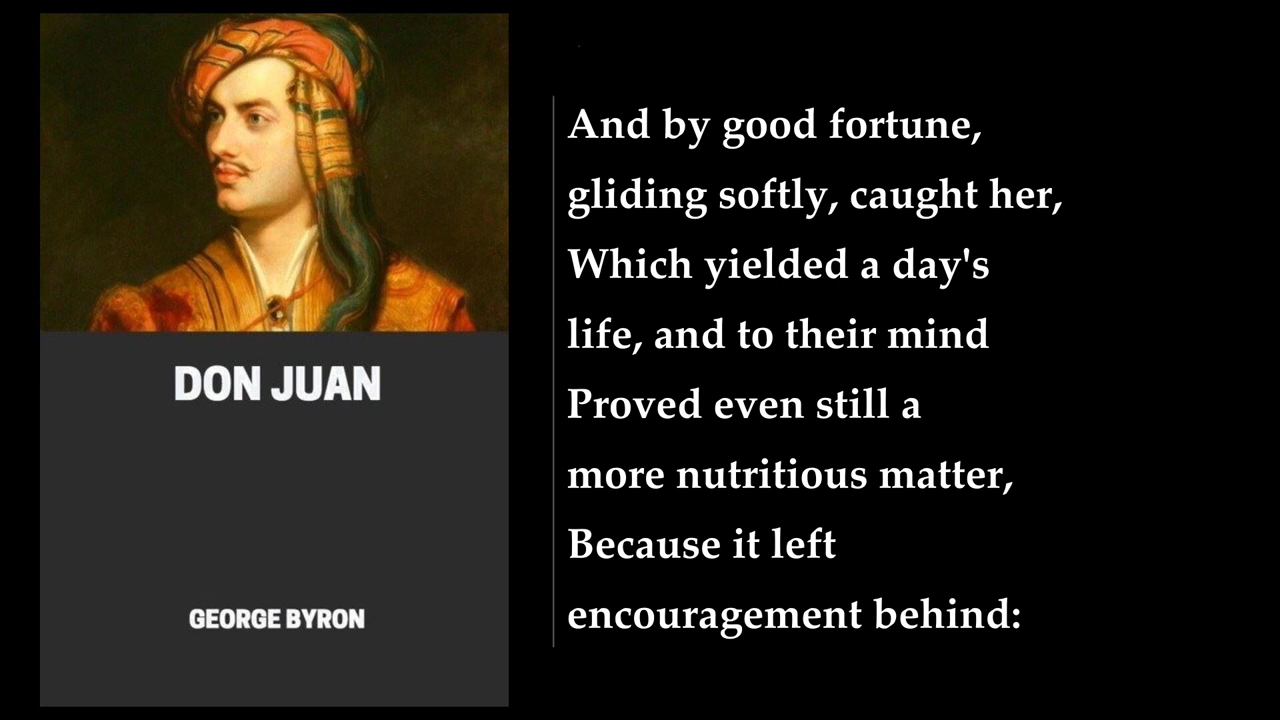 DON JUAN
GEORGE BYRON
And by good fortune,
gliding softly, caught her,
Which yielded a day's
life, and to their mind
Proved even still a
more nutritious matter,
Because it left
encouragement behind: